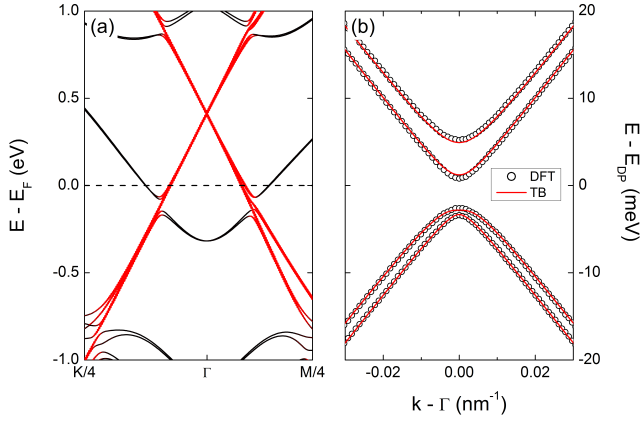 (a)
(b)
1.0
0.5
0.0
-0.5
-1.0
E - E_F (eV)
K/4
Γ
M/4
20
10
0
-10
-20
E - E_DP (meV)
DFT
TB
-0.02
0.00
0.02
k - Γ (nm⁻¹)